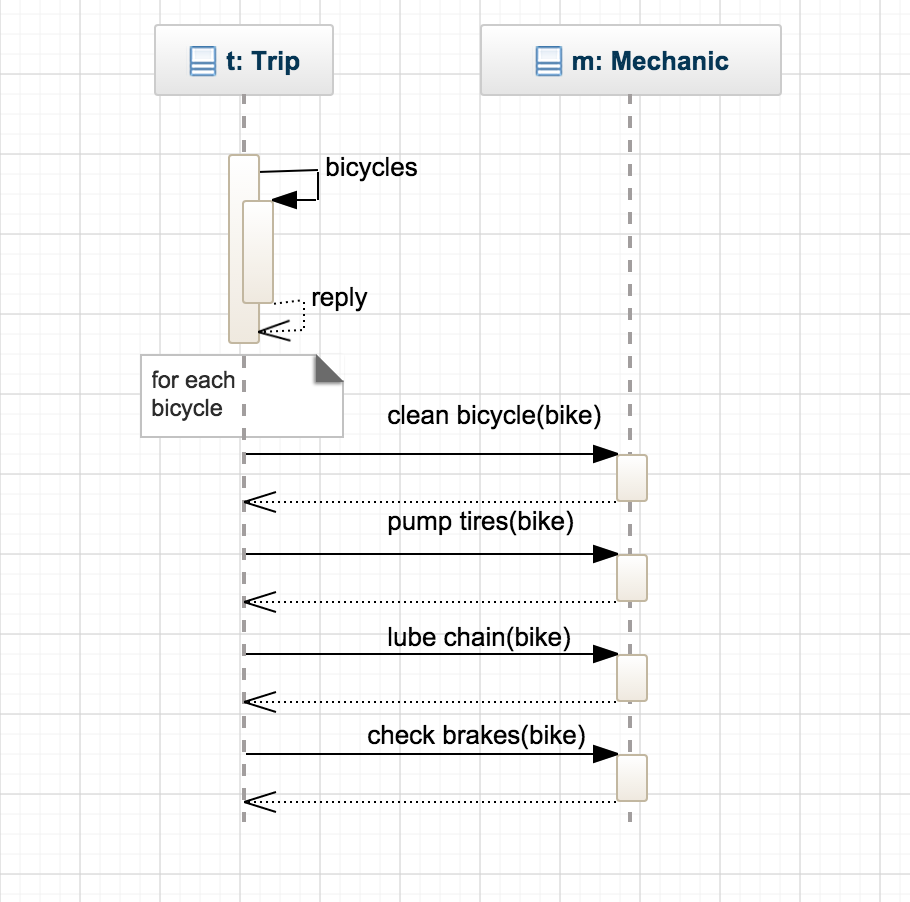 t: Trip
m: Mechanic
bicycles
reply
for each
bicycle
clean bicycle(bike)
pump tires(bike)
lube chain(bike)
check brakes(bike)